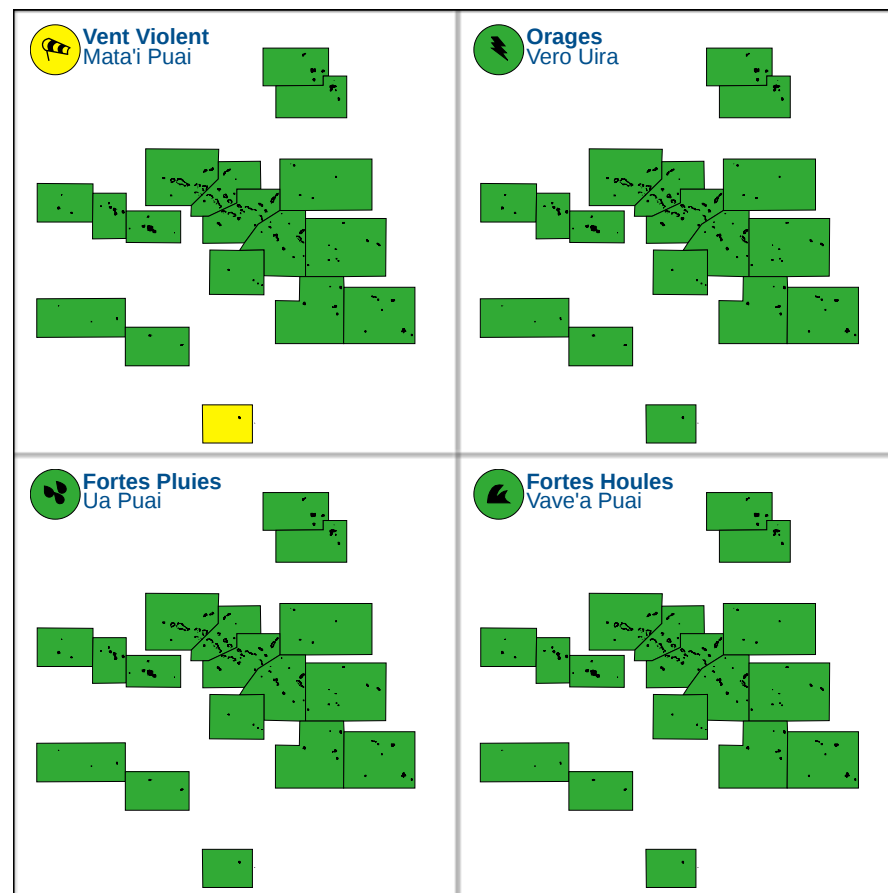 Vent Violent
Mata'i Puai
Orages
Vero Uira
Fortes Pluies
Ua Puai
Fortes Houles
Vave'a Puai